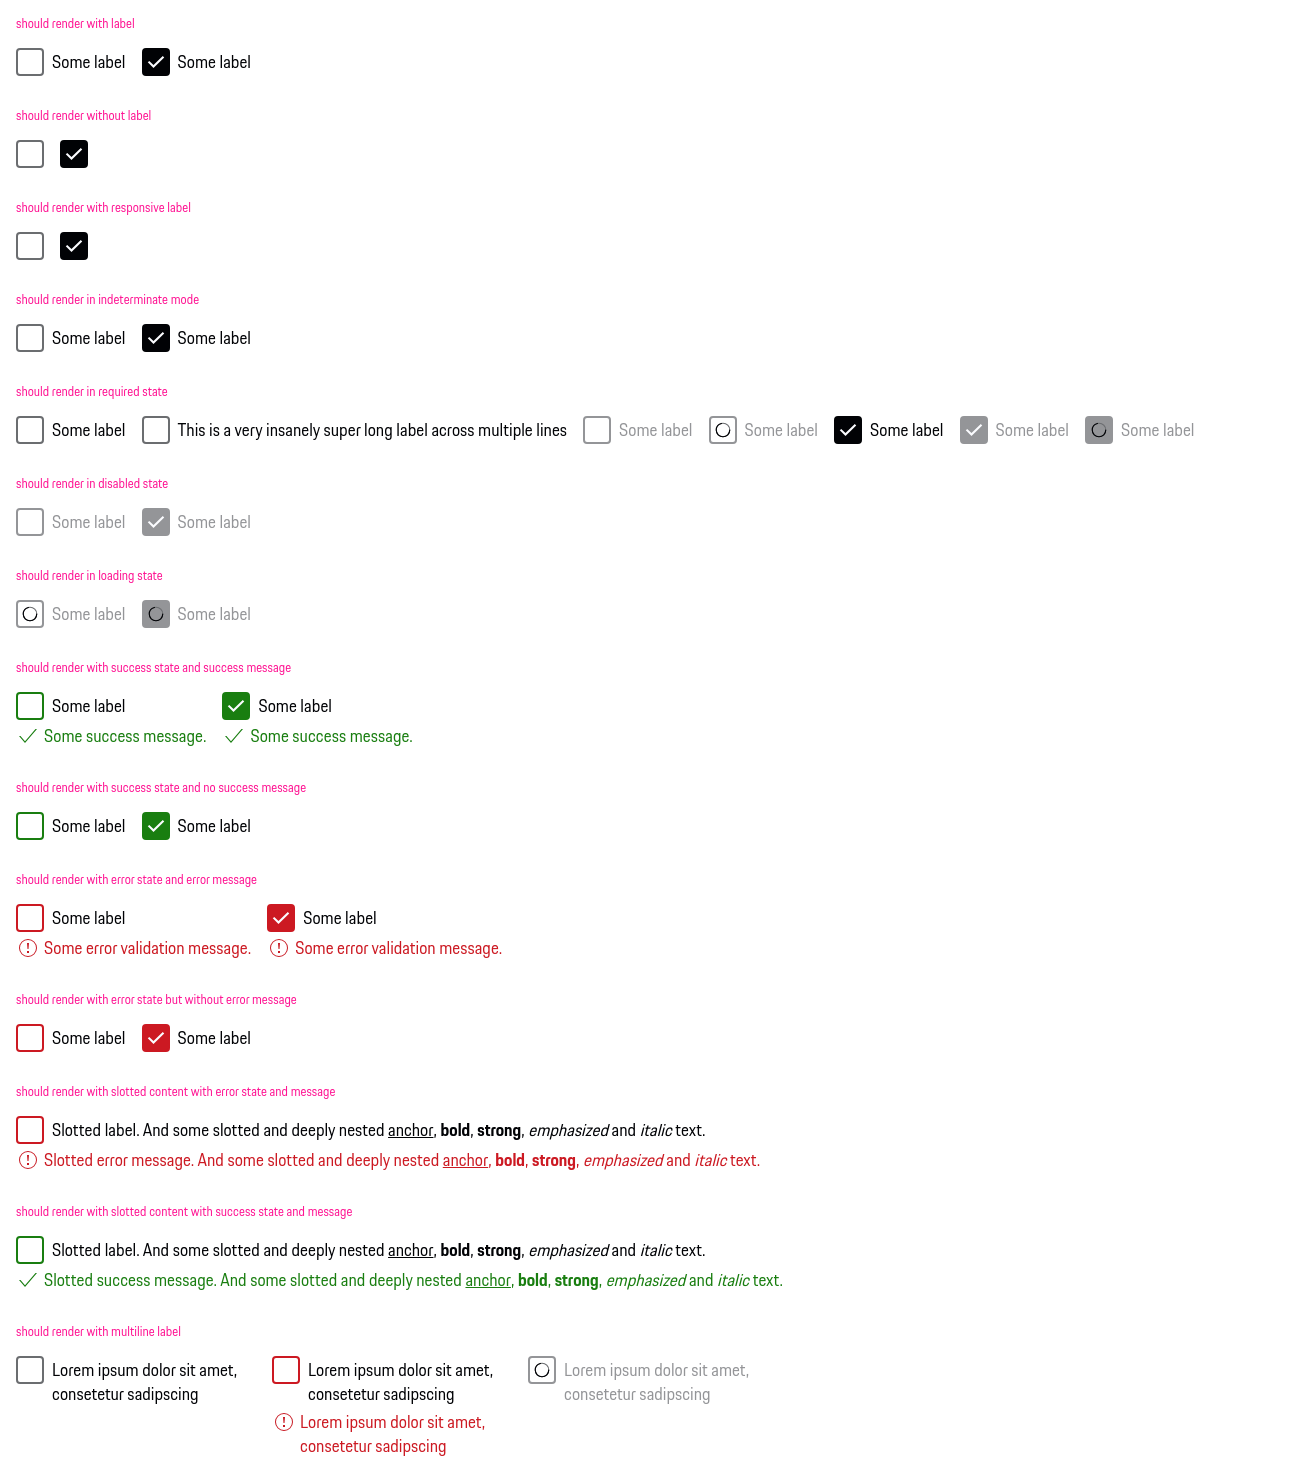 should render with label
Some label Some label
should render without label
should render with responsive label
should render in indeterminate mode
Some label Some label
should render in required state
Some label This is a very insanely super long label across multiple lines Some label Some label Some label Some label Some label
should render in disabled state
Some label Some label
should render in loading state
Some label Some label
should render with success state and success message
Some label Some label
Some success message. Some success message.
should render with success state and no success message
Some label Some label
should render with error state and error message
Some label Some label
Some error validation message. Some error validation message.
should render with error state but without error message
Some label Some label
should render with slotted content with error state and message
Slotted label. And some slotted and deeply nested anchor, bold, strong, emphasized and italic text.
Slotted error message. And some slotted and deeply nested anchor, bold, strong, emphasized and italic text.
should render with slotted content with success state and message
Slotted label. And some slotted and deeply nested anchor, bold, strong, emphasized and italic text.
Slotted success message. And some slotted and deeply nested anchor, bold, strong, emphasized and italic text.
should render with multiline label
Lorem ipsum dolor sit amet,
consetetur sadipscing
Lorem ipsum dolor sit amet,
consetetur sadipscing
Lorem ipsum dolor sit amet,
consetetur sadipscing
Lorem ipsum dolor sit amet,
consetetur sadipscing